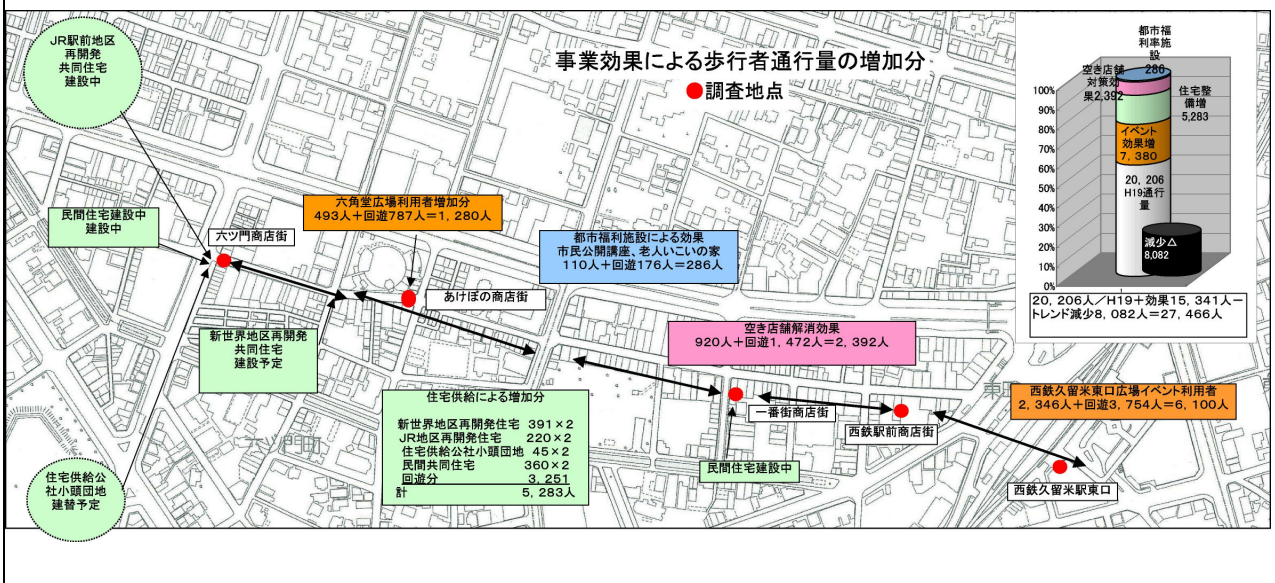 事業効果による歩行者通行量の増加分
●調査地点
JR駅前地区
再開発
共同住宅
建設中
民間住宅建設中
建設中
六ツ門商店街
六角堂広場利用者増加分
493人+回遊787人=1,280人
あけぼの商店街
都市福利施設による効果
市民公開講座、老人いこいの家
110人+回遊176人=286人
新世界地区再開発
共同住宅
建設予定
空き店舗解消効果
920人+回遊1,472人=2,392人
住宅供給による増加分
新世界地区再開発住宅 391×2
JR地区再開発住宅 220×2
住宅供給公社小頭団地 45×2
民間共同住宅 360×2
回遊分 3,251
計 5,283人
一番街商店街
西鉄駅前商店街
民間住宅建設中
西鉄久留米東口広場イベント利用者
2,346人+回遊3,754人=6,100人
西鉄久留米駅東口
住宅供給公
社小頭団地
建替予定
都市福
利率施
設
286
空き店舗
対策効
果2,392
住宅整
備増
5,283
イベント
効果増
7,380
20,206
H19通行
量
減少△
8,082
100%
90%
80%
70%
60%
50%
40%
30%
20%
10%
0%
20,206人/H19+効果15,341人-
トレンド減少8,082人=27,466人